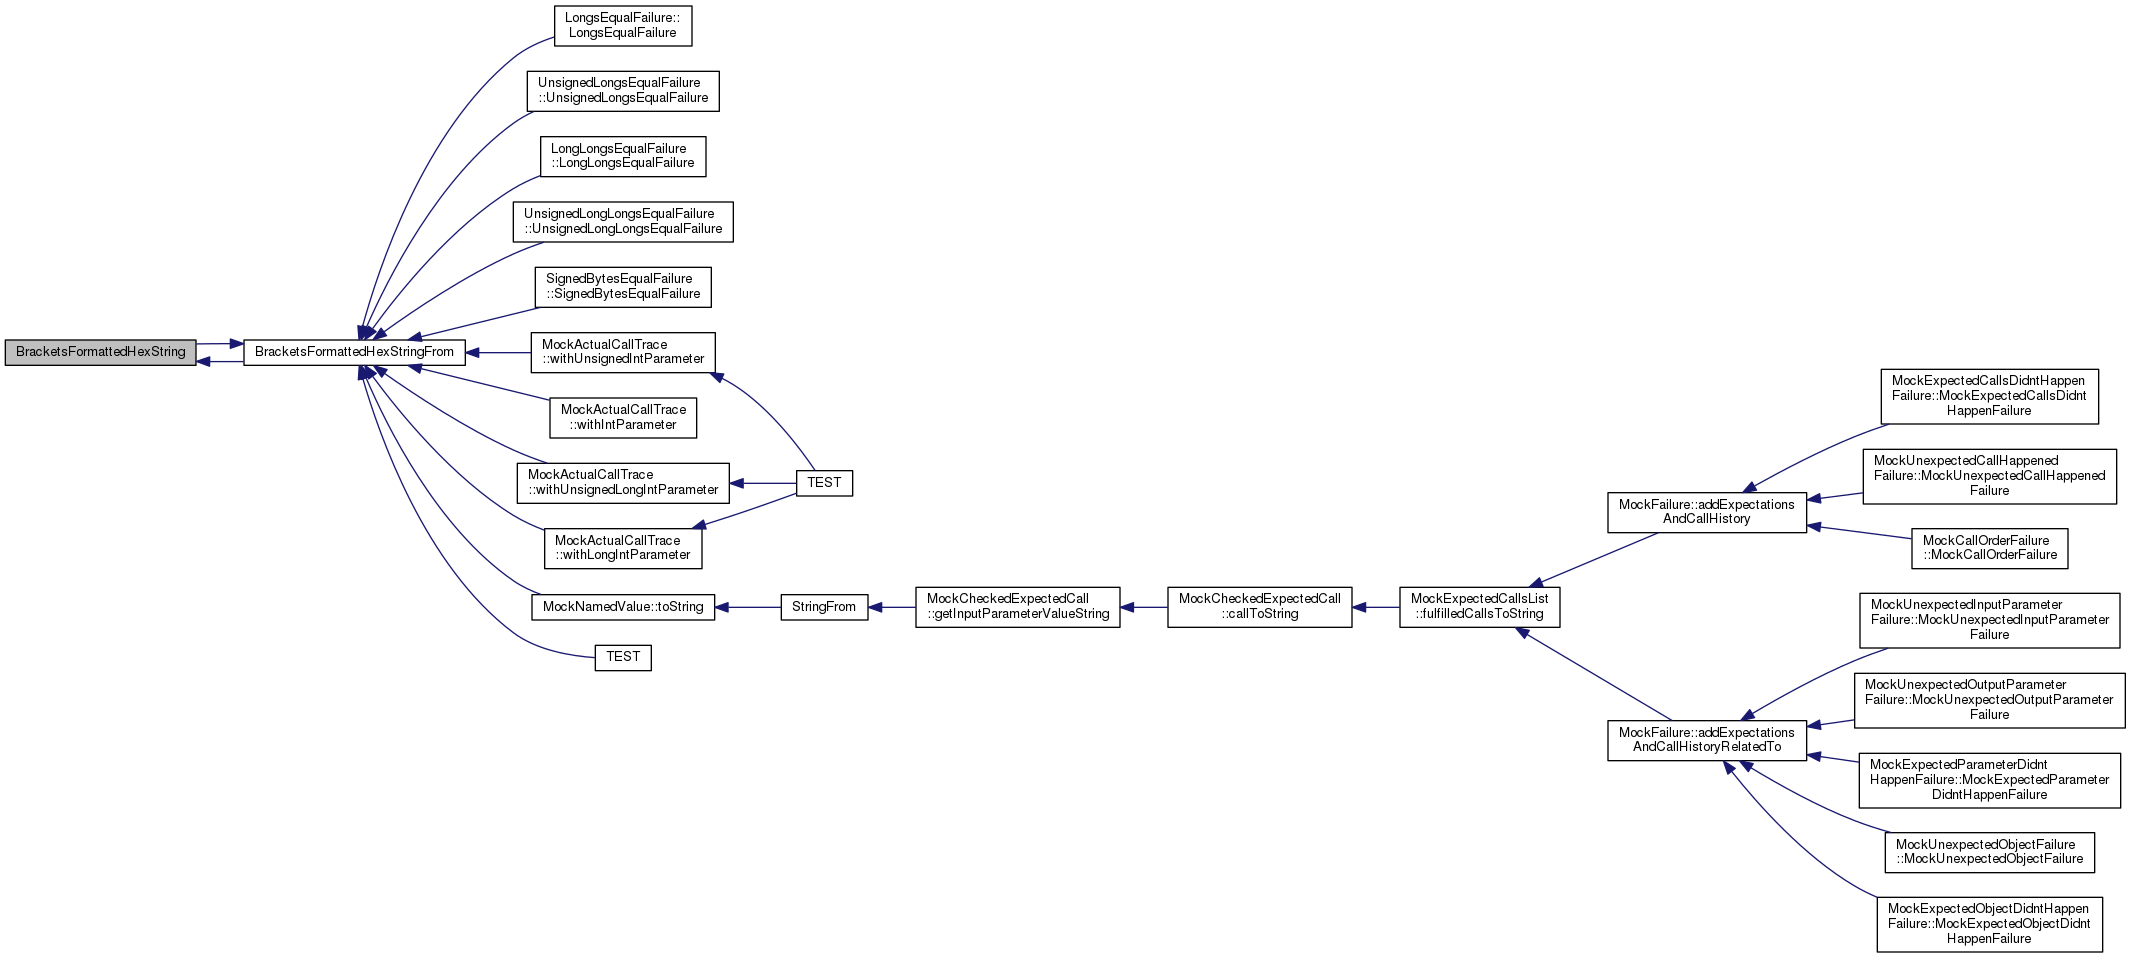 BracketsFormattedHexString
BracketsFormattedHexStringFrom
LongsEqualFailure::
LongsEqualFailure
UnsignedLongsEqualFailure
::UnsignedLongsEqualFailure
LongLongsEqualFailure
::LongLongsEqualFailure
UnsignedLongLongsEqualFailure
::UnsignedLongLongsEqualFailure
SignedBytesEqualFailure
::SignedBytesEqualFailure
MockActualCallTrace
::withUnsignedIntParameter
MockActualCallTrace
::withIntParameter
MockActualCallTrace
::withUnsignedLongIntParameter
MockActualCallTrace
::withLongIntParameter
MockNamedValue::toString
TEST
TEST
StringFrom
MockCheckedExpectedCall
::getInputParameterValueString
MockCheckedExpectedCall
::callToString
MockExpectedCallsList
::fulfilledCallsToString
MockFailure::addExpectations
AndCallHistory
MockFailure::addExpectations
AndCallHistoryRelatedTo
MockExpectedCallsDidntHappen
Failure::MockExpectedCallsDidnt
HappenFailure
MockUnexpectedCallHappened
Failure::MockUnexpectedCallHappened
Failure
MockCallOrderFailure
::MockCallOrderFailure
MockUnexpectedInputParameter
Failure::MockUnexpectedInputParameter
Failure
MockUnexpectedOutputParameter
Failure::MockUnexpectedOutputParameter
Failure
MockExpectedParameterDidnt
HappenFailure::MockExpectedParameter
DidntHappenFailure
MockUnexpectedObjectFailure
::MockUnexpectedObjectFailure
MockExpectedObjectDidntHappen
Failure::MockExpectedObjectDidnt
HappenFailure